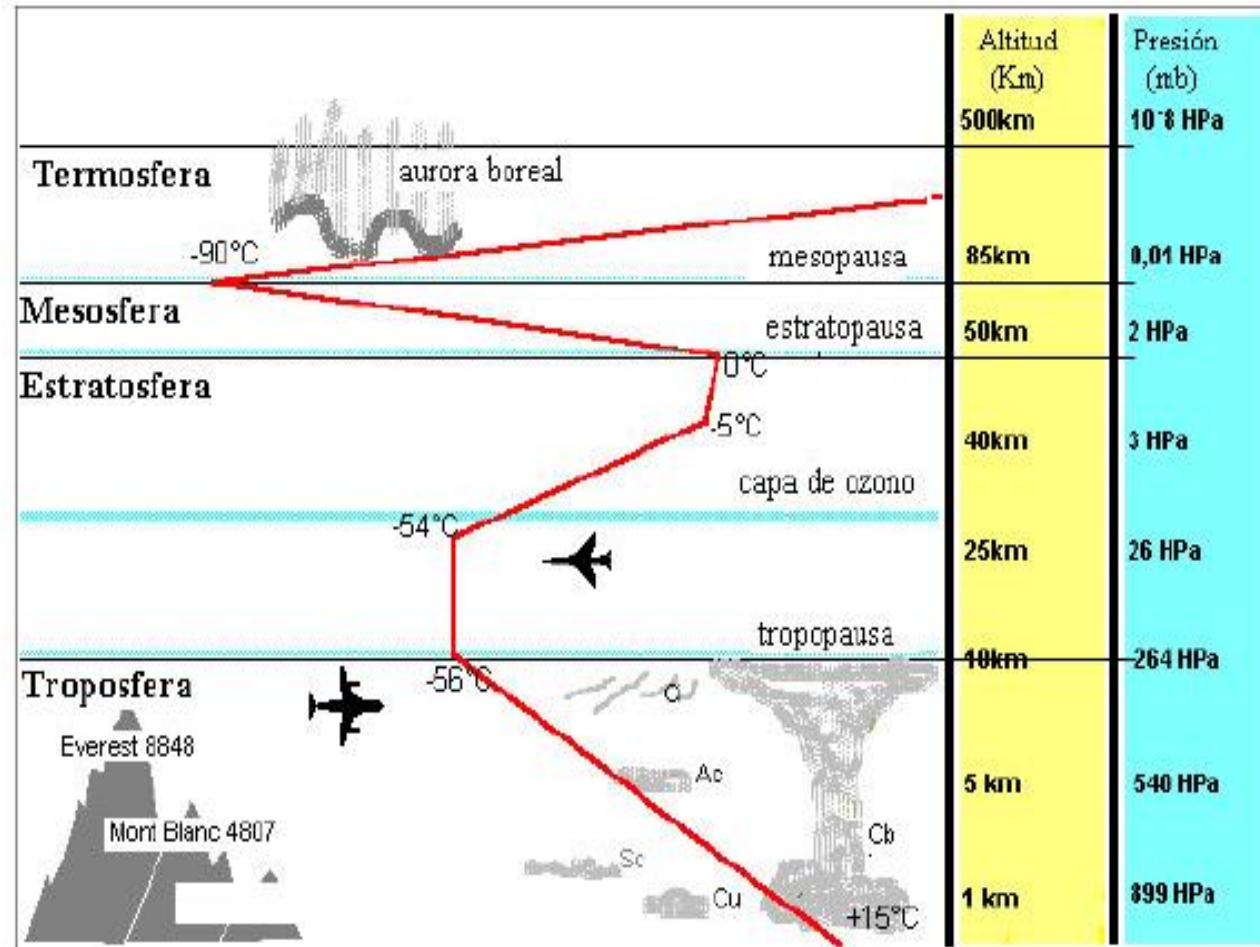 Altitud
(Km)
Presión
(mb)
500km
10^-8 HPa
Termosfera
aurora boreal
-90°C
mesopausa
85km
0,01 HPa
Mesosfera
estratopausa
50km
2 HPa
0°C
Estratosfera
-5°C
40km
3 HPa
capa de ozono
-54°C
25km
26 HPa
tropopausa
10km
264 HPa
Troposfera
-56°C
Ci
Everest 8848
Ac
5 km
540 HPa
Mont Blanc 4807
Cb
Sc
Cu
+15°C
1 km
899 HPa